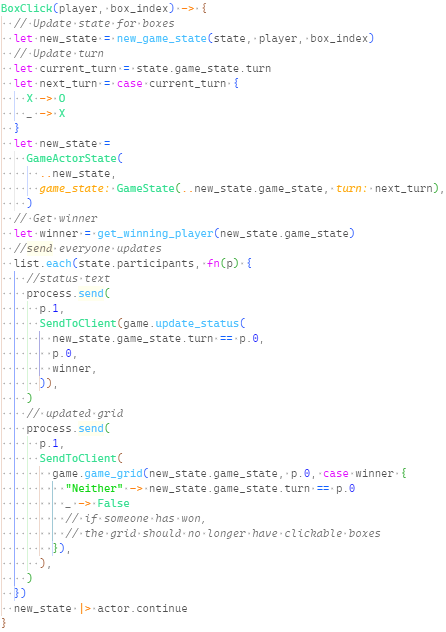 BoxClick(player, box_index) -> {
  // Update state for boxes
  let new_state = new_game_state(state, player, box_index)
  // Update turn
  let current_turn = state.game_state.turn
  let next_turn = case current_turn {
    X -> O
    _ -> X
  }
  let new_state =
    GameActorState(
      ..new_state,
      game_state: GameState(..new_state.game_state, turn: next_turn),
    )
  // Get winner
  let winner = get_winning_player(new_state.game_state)
  //send everyone updates
  list.each(state.participants, fn(p) {
    //status text
    process.send(
      p.1,
      SendToClient(game.update_status(
        new_state.game_state.turn == p.0,
        p.0,
        winner,
      )),
    )
    // updated grid
    process.send(
      p.1,
      SendToClient(
        game.game_grid(new_state.game_state, p.0, case winner {
          "Neither" -> new_state.game_state.turn == p.0
          _ -> False
          // if someone has won,
          // the grid should no longer have clickable boxes
        }),
      ),
    )
  })
  new_state |> actor.continue
}